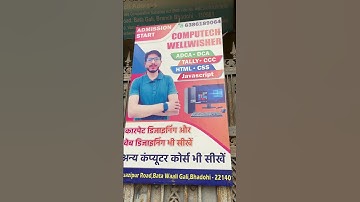 ADMISSION
START
6386189064
COMPUTECH
WELLWISHER
ADCA • DCA
TALLY • CCC
HTML • CSS
Javascript
कारपेट डिजाइनिंग और
वेब डिजाइनिंग भी सीखें
अन्य कंप्यूटर कोर्स भी सीखें
Road, Bata Wali Gali, Bhadohi - 22140